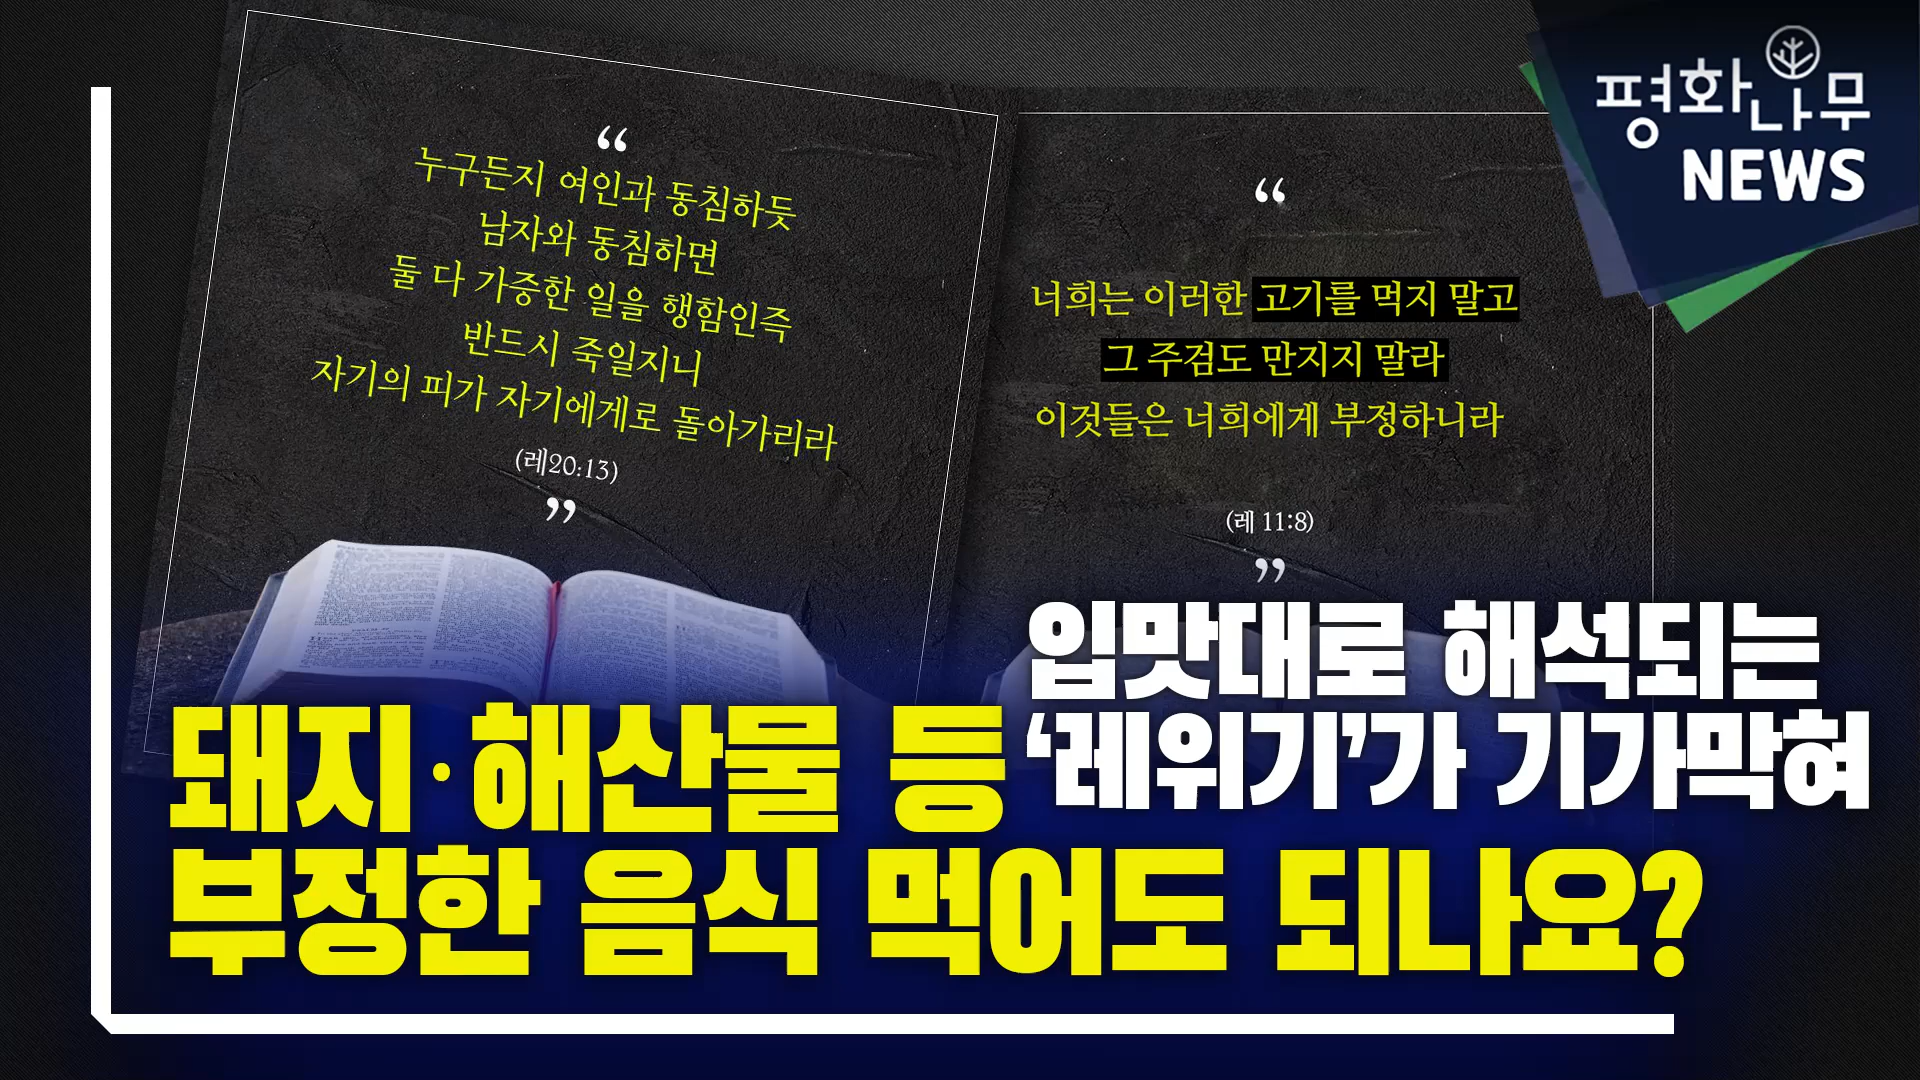 “
누구든지 여인과 동침하듯
남자와 동침하면
둘 다 가증한 일을 행함인즉
반드시 죽일지니
자기의 피가 자기에게로 돌아가리라
(레20:13)
”
“
너희는 이러한 고기를 먹지 말고
그 주검도 만지지 말라
이것들은 너희에게 부정하니라
(레 11:8)
”
평화나무
NEWS
입맛대로 해석되는
‘레위기’가 기가막혀
돼지·해산물 등
부정한 음식 먹어도 되나요?